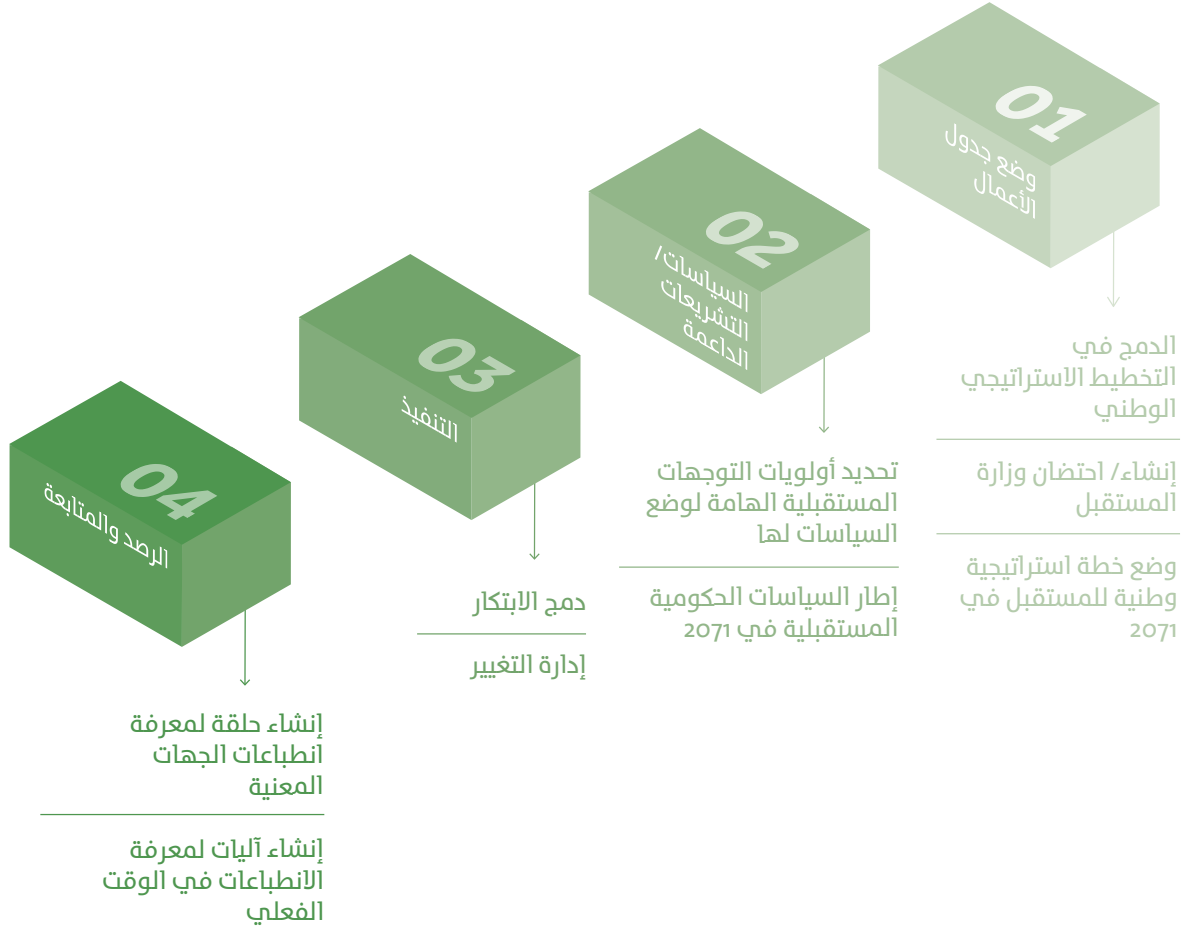 01
وضع جدول
الأعمال
الدمج في
التخطيط الاستراتيجي
الوطني
إنشاء/ احتضان وزارة
المستقبل
وضع خطة استراتيجية
وطنية للمستقبل في
2071
02
السياسات/
التشريعات
الداعمة
تحديد أولويات التوجهات
المستقبلية الهامة لوضع
السياسات لها
إطار السياسات الحكومية
المستقبلية في 2071
03
التنفيذ
دمج الابتكار
إدارة التغيير
04
الرصد والمتابعة
إنشاء حلقة لمعرفة
انطباعات الجهات
المعنية
إنشاء آليات لمعرفة
الانطباعات في الوقت
الفعلي